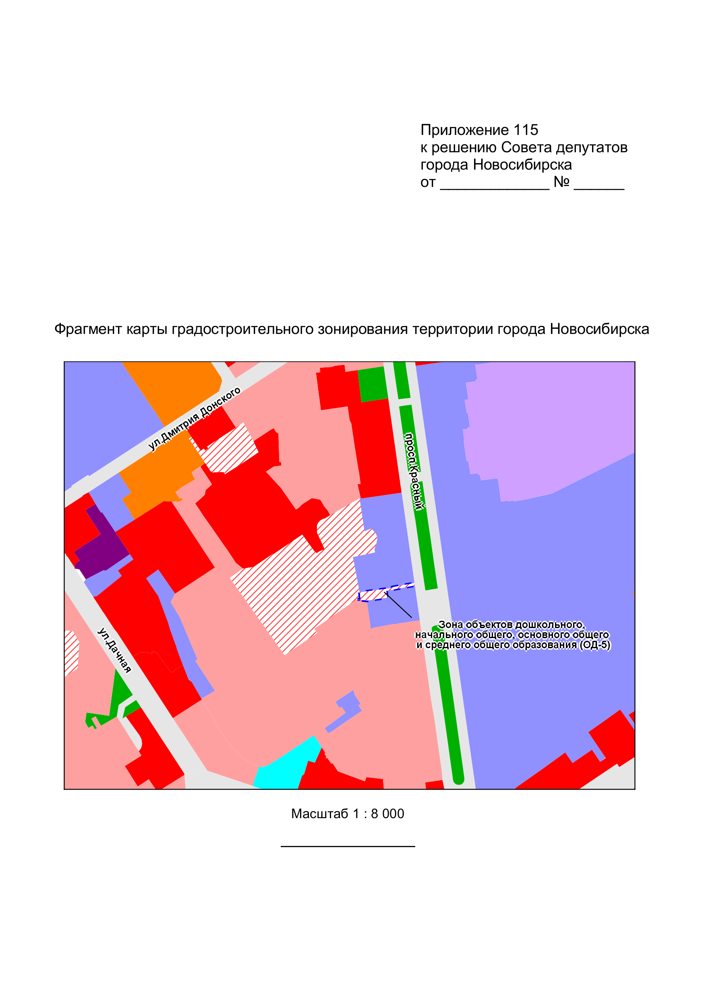 Приложение 115
к решению Совета депутатов
города Новосибирска
от _____________ № ______
Фрагмент карты градостроительного зонирования территории города Новосибирска
ул.Дмитрия Донского
просп.Красный
Зона объектов дошкольного,
начального общего, основного общего
и среднего общего образования (ОД-5)
ул.Дачная
Масштаб 1 : 8 000